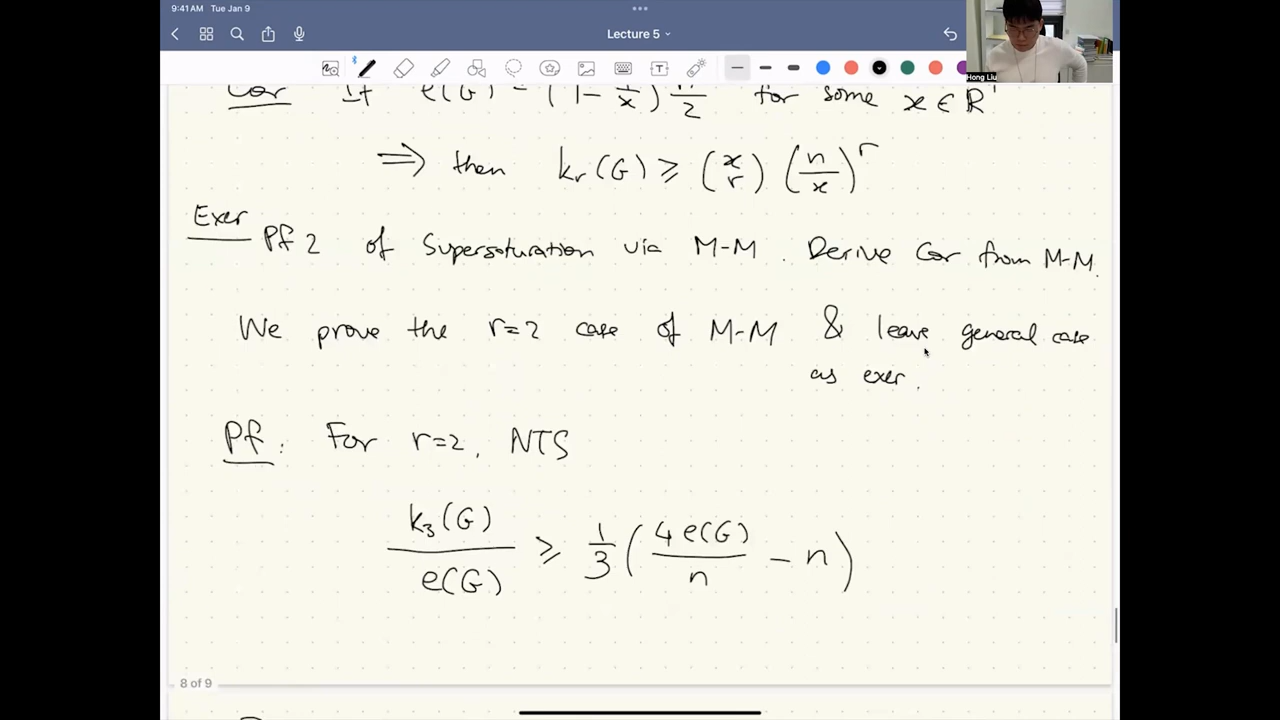 9:41 AM Tue Jan 9
Lecture 5
Hong Liu
Cor If e(G) = (1 - 1/x) n²/2 for some x ∈ R
⇒ then kr(G) ≥ (x r) (n/x)^r
Exer Pf 2 of Supersaturation via M-M. Derive Cor from M-M.
We prove the r=2 case of M-M & leave general case
as exer.
Pf: For r=2, NTS
k₃(G) / e(G) ≥ 1/3 (4e(G)/n - n)
8 of 9